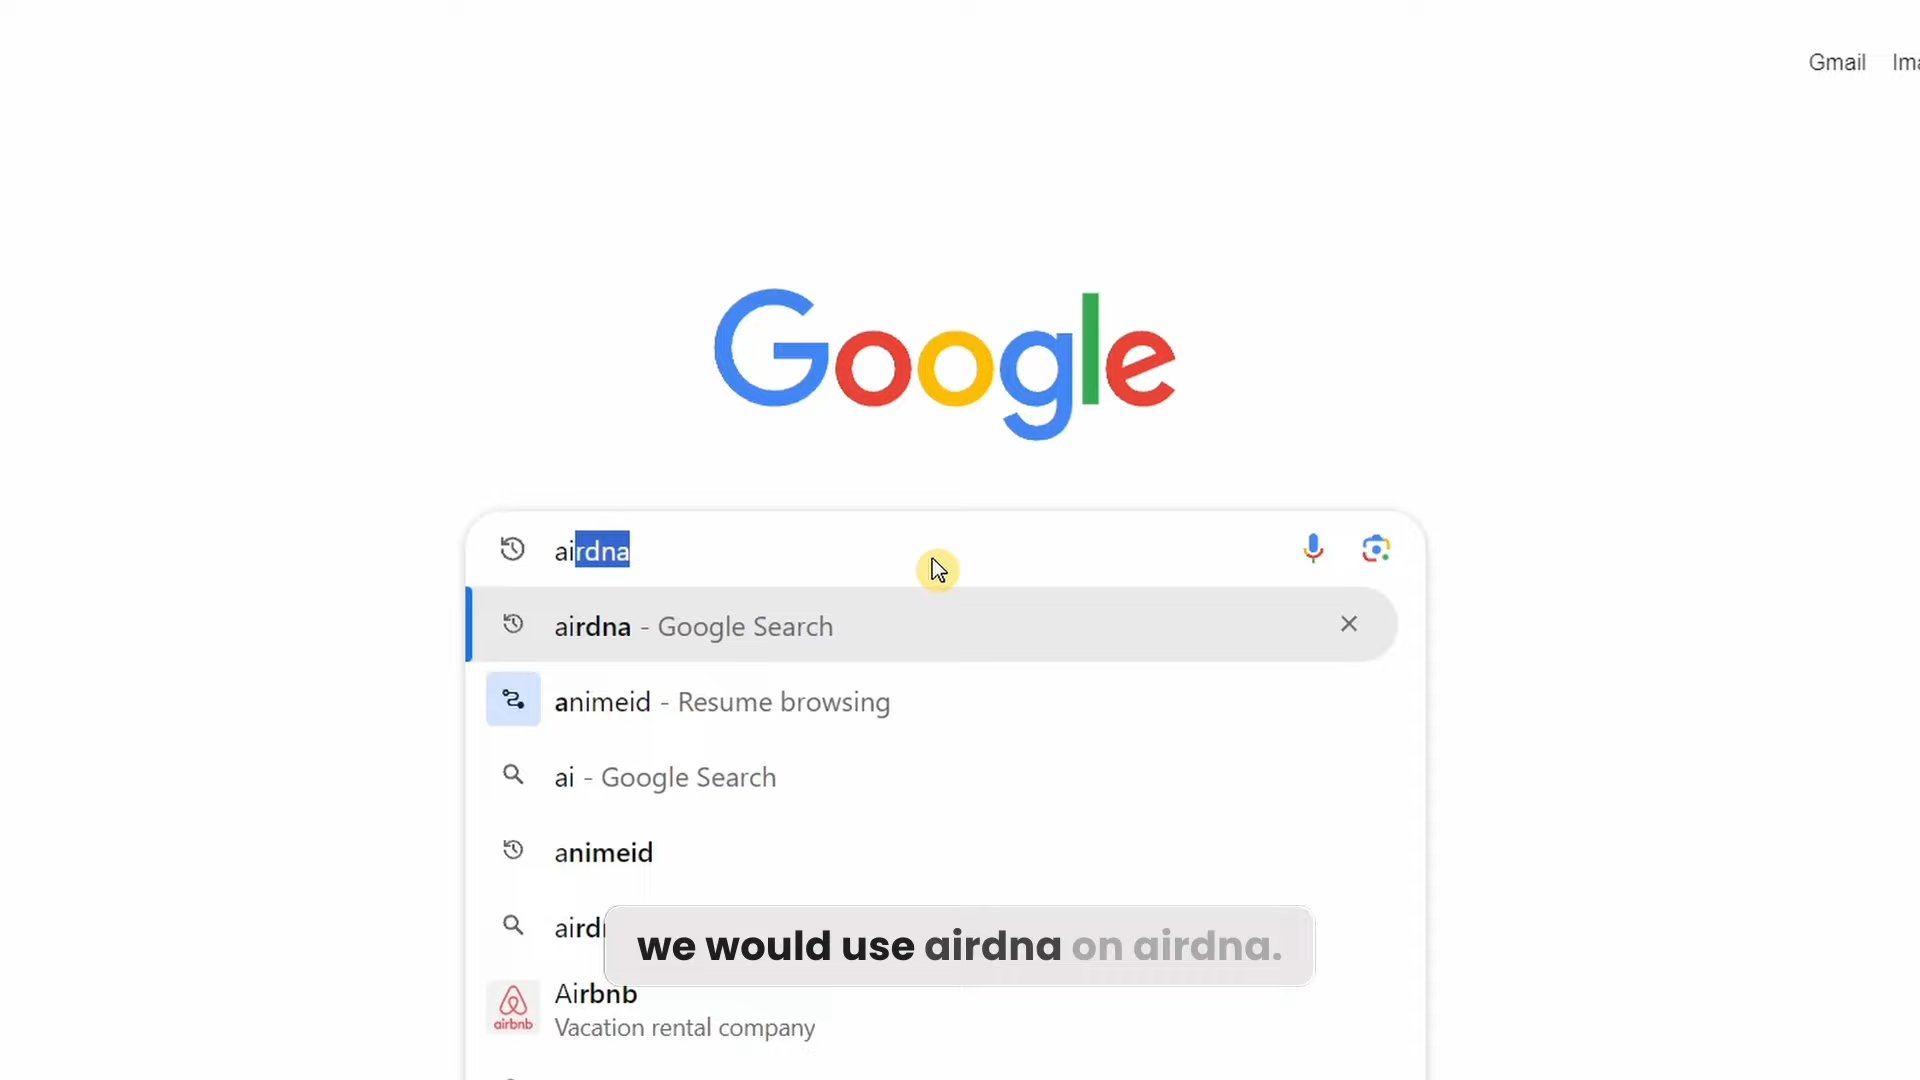 Gmail
Google
airdna
airdna - Google Search
animeid - Resume browsing
ai - Google Search
animeid
we would use airdna on airdna.
Airbnb
airbnb
Vacation rental company